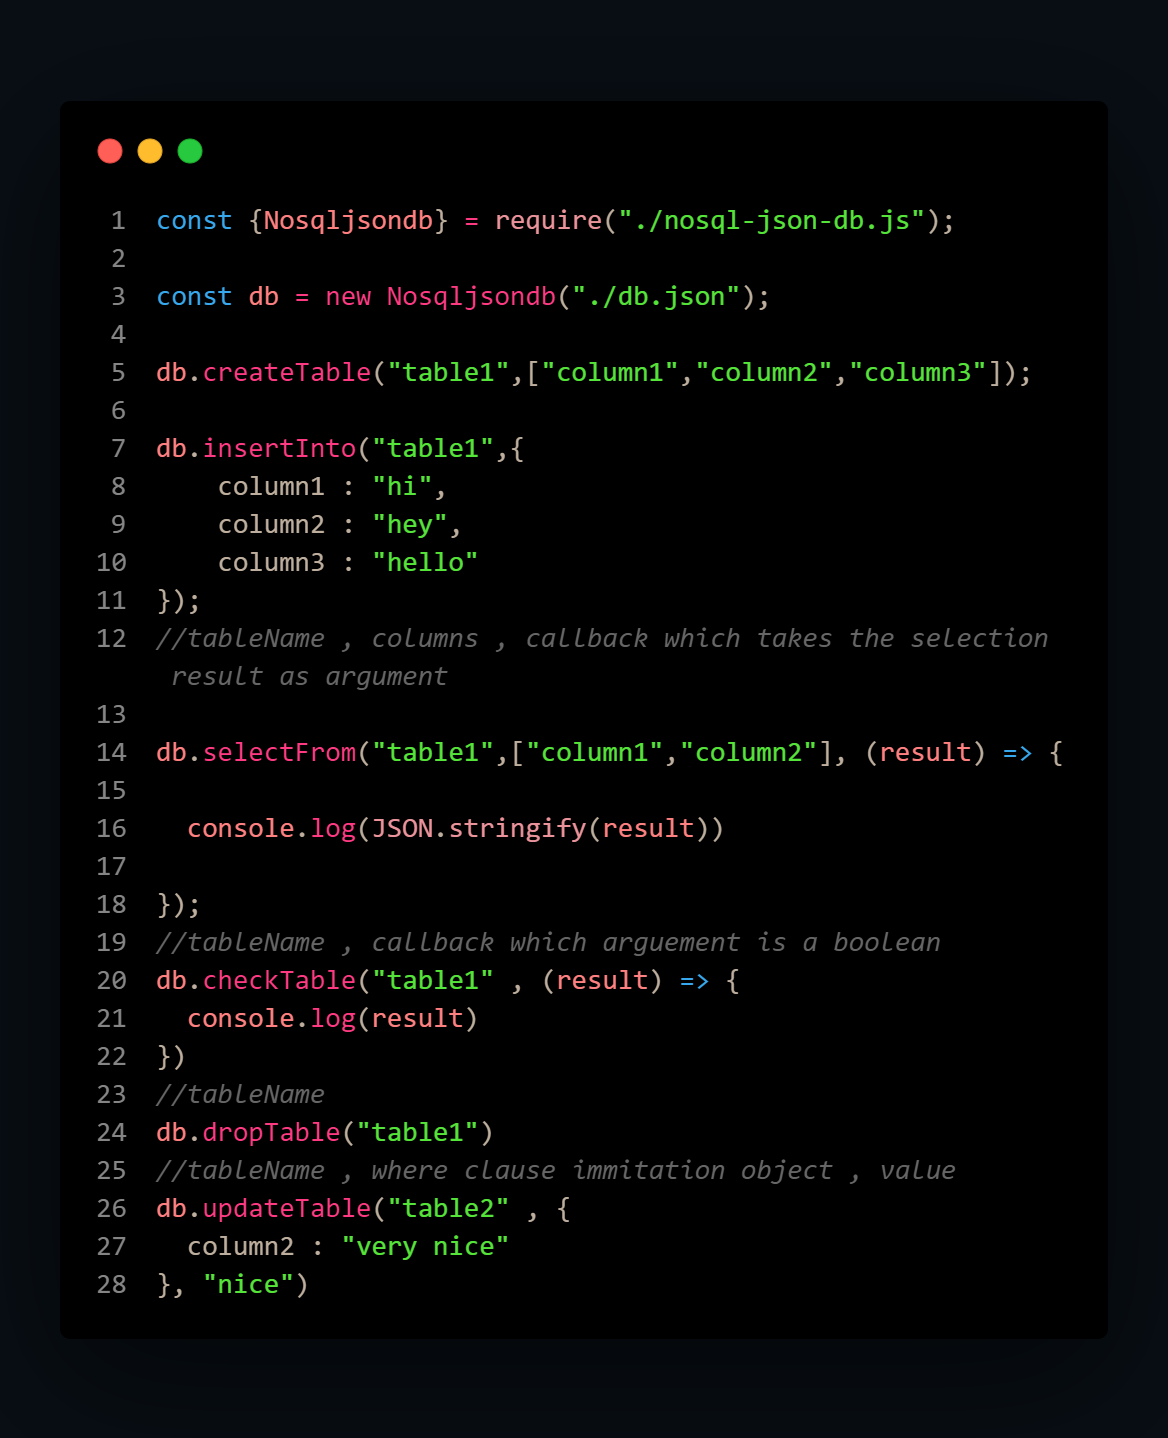 1 const {Nosqljsondb} = require("./nosql-json-db.js");
2
3 const db = new Nosqljsondb("./db.json");
4
5 db.createTable("table1",["column1","column2","column3"]);
6
7 db.insertInto("table1",{
8     column1 : "hi",
9     column2 : "hey",
10     column3 : "hello"
11 });
12 //tableName , columns , callback which takes the selection
result as argument
13
14 db.selectFrom("table1",["column1","column2"], (result) => {
15
16   console.log(JSON.stringify(result))
17
18 });
19 //tableName , callback which arguement is a boolean
20 db.checkTable("table1" , (result) => {
21   console.log(result)
22 })
23 //tableName
24 db.dropTable("table1")
25 //tableName , where clause immitation object , value
26 db.updateTable("table2" , {
27   column2 : "very nice"
28 }, "nice")